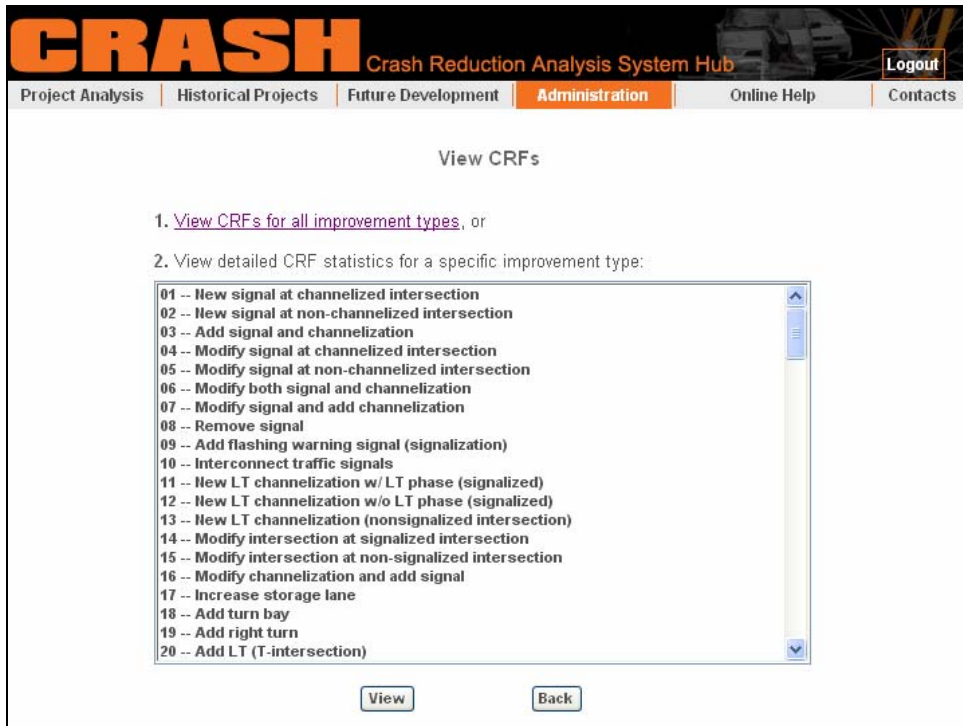 CRASH Crash Reduction Analysis System Hub Logout
Project Analysis Historical Projects Future Development Administration Online Help Contacts
View CRFs
1. View CRFs for all improvement types, or
2. View detailed CRF statistics for a specific improvement type:
01 -- New signal at channelized intersection
02 -- New signal at non-channelized intersection
03 -- Add signal and channelization
04 -- Modify signal at channelized intersection
05 -- Modify signal at non-channelized intersection
06 -- Modify both signal and channelization
07 -- Modify signal and add channelization
08 -- Remove signal
09 -- Add flashing warning signal (signalization)
10 -- Interconnect traffic signals
11 -- New LT channelization w/ LT phase (signalized)
12 -- New LT channelization w/o LT phase (signalized)
13 -- New LT channelization (nonsignalized intersection)
14 -- Modify intersection at signalized intersection
15 -- Modify intersection at non-signalized intersection
16 -- Modify channelization and add signal
17 -- Increase storage lane
18 -- Add turn bay
19 -- Add right turn
20 -- Add LT (T-intersection)
View Back